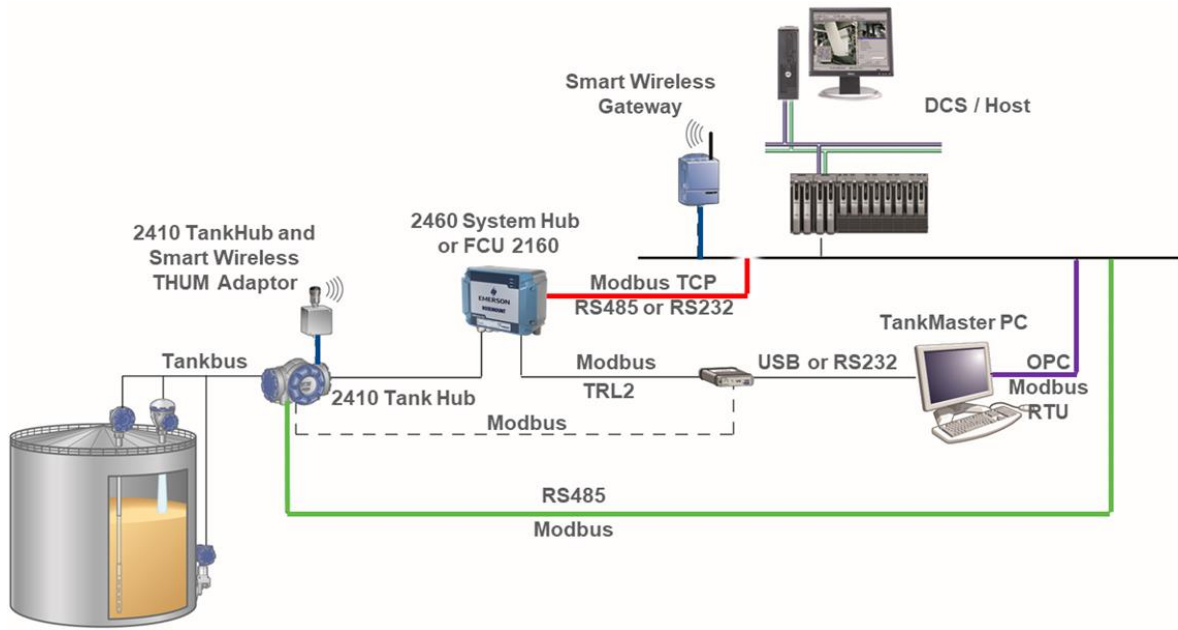 Smart Wireless
Gateway
DCS / Host
2460 System Hub
or FCU 2160
2410 TankHub and
Smart Wireless
THUM Adaptor
EMERSON
Modbus TCP
RS485 or RS232
TankMaster PC
Tankbus
Modbus
TRL2
USB or RS232
OPC
Modbus
RTU
2410 Tank Hub
Modbus
RS485
Modbus